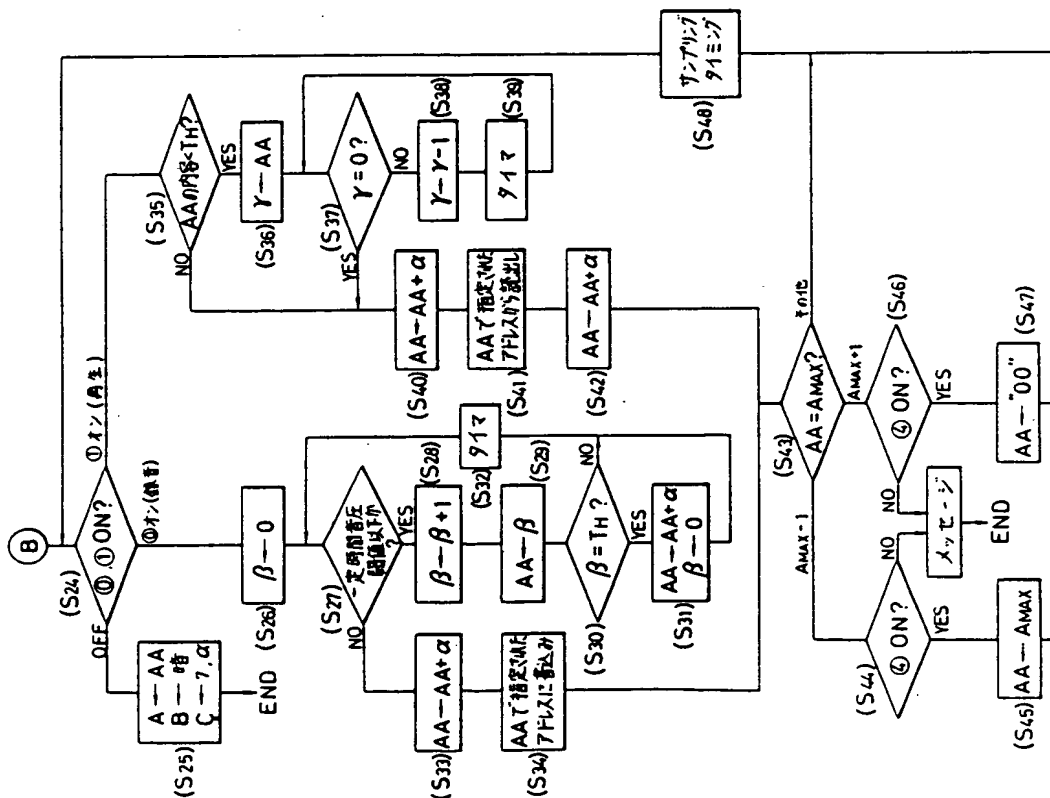 B
(S24)
⓪,① ON?
OFF
①オン(再生)
⓪オン(録音)
(S25)
A←AA
B←暗
C←7,α
END
(S26)
β←0
(S27)
一定時間音圧
閾値以下か
?
NO
YES
(S28)
β←β+1
(S29)
AA←β
(S30)
β=TH?
NO
YES
(S31)
AA←AA+α
β←0
(S32)
タイマ
(S33)
AA←AA+α
(S34)
AAで指定された
アドレスに書込み
(S35)
AAの内容<TH?
NO
YES
(S36)
γ←AA
(S37)
γ=0?
YES
NO
(S38)
γ←γ-1
(S39)
タイマ
(S40)
AA←AA+α
(S41)
AAで指定された
アドレスから読出し
(S42)
AA←AA+α
(S43)
AA=AMAX?
AMAX-1
AMAX+1
その他
(S44)
④ ON?
NO
YES
(S45)
AA←AMAX
(S46)
④ ON?
NO
YES
メッセージ
END
(S47)
AA←"00"
(S48)
サンプリング
タイミング